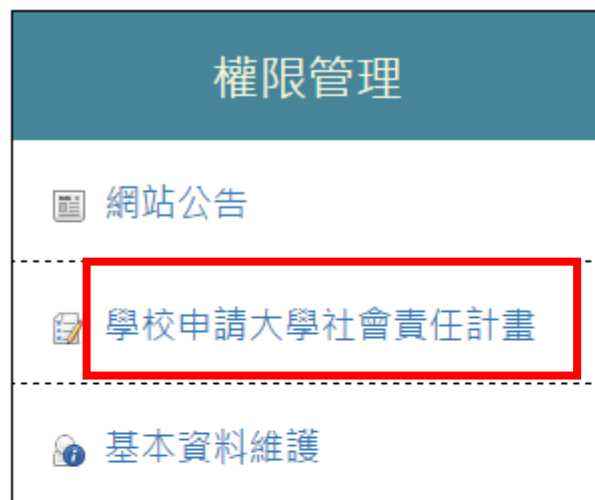 權限管理
網站公告
學校申請大學社會責任計畫
基本資料維護